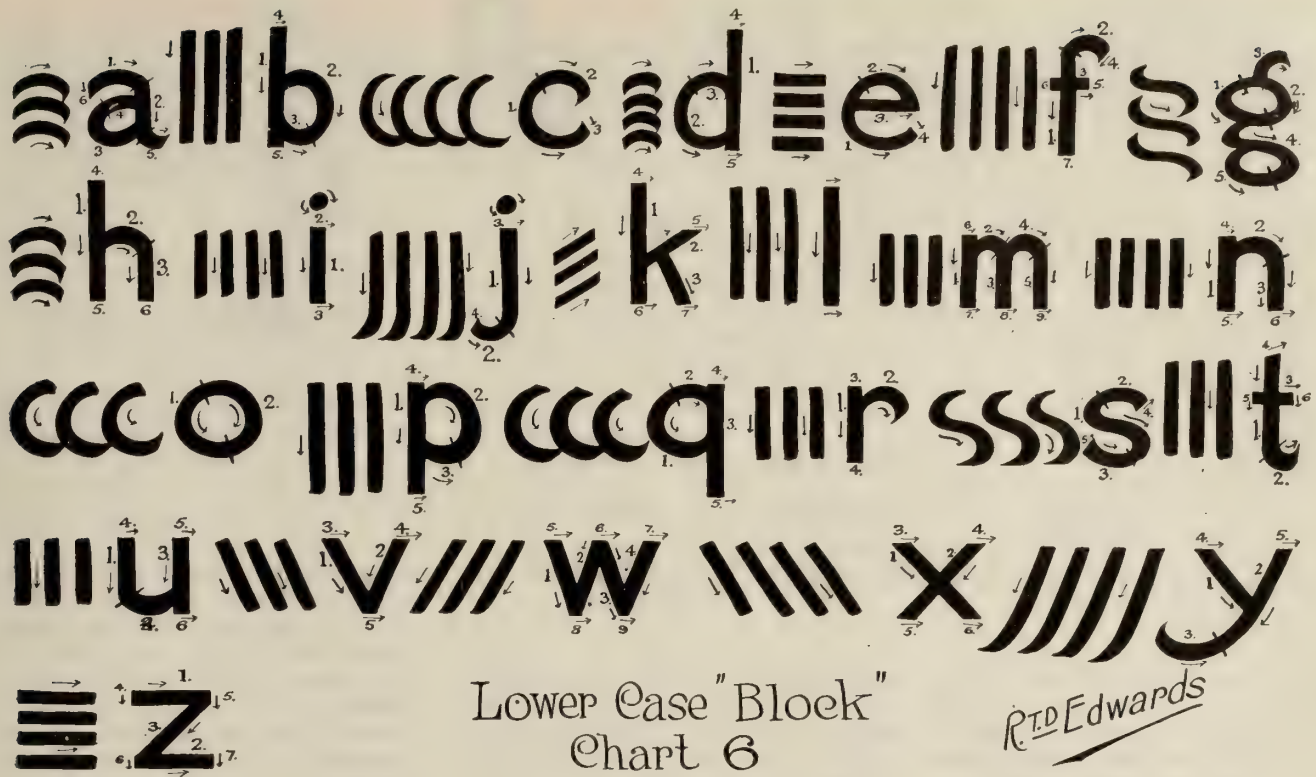 a b c d e f g
h i j k l m n
o p q r s t
u v w x y
z
Lower Case "Block"
Chart 6
R.T.D Edwards